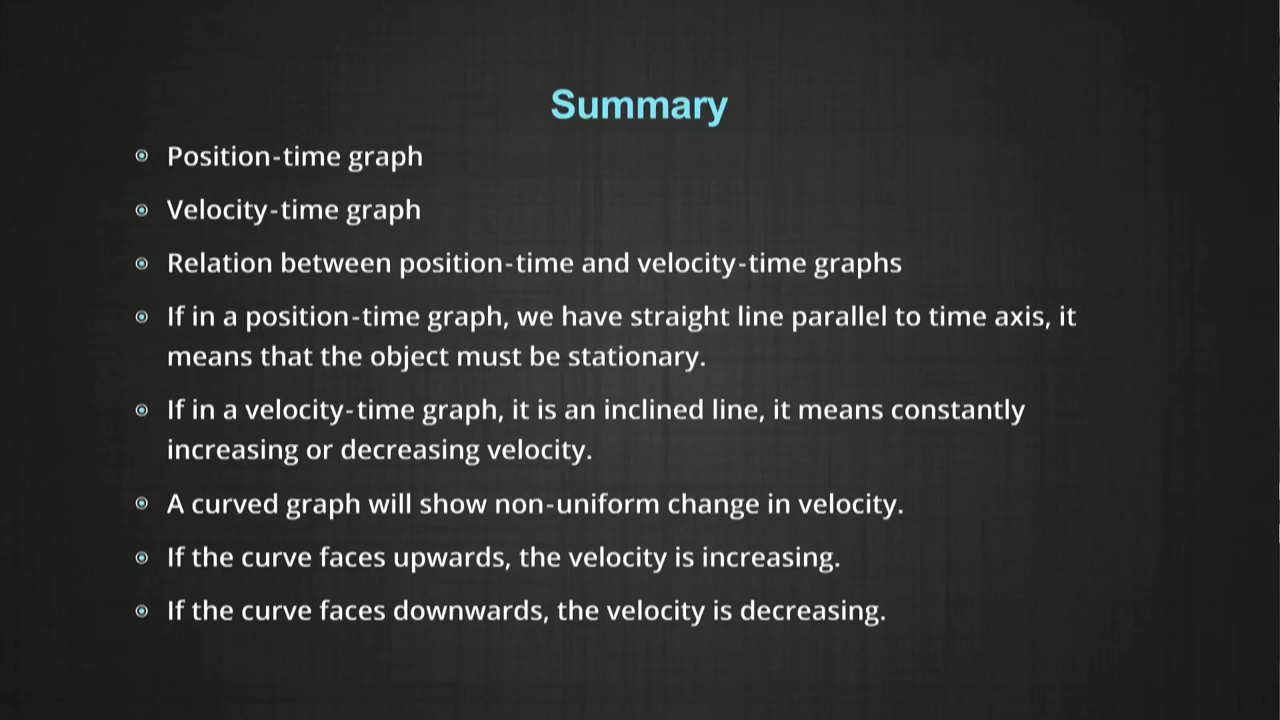 Summary
Position-time graph
Velocity-time graph
Relation between position-time and velocity-time graphs
If in a position-time graph, we have straight line parallel to time axis, it
means that the object must be stationary.
If in a velocity-time graph, it is an inclined line, it means constantly
increasing or decreasing velocity.
A curved graph will show non-uniform change in velocity.
If the curve faces upwards, the velocity is increasing.
If the curve faces downwards, the velocity is decreasing.